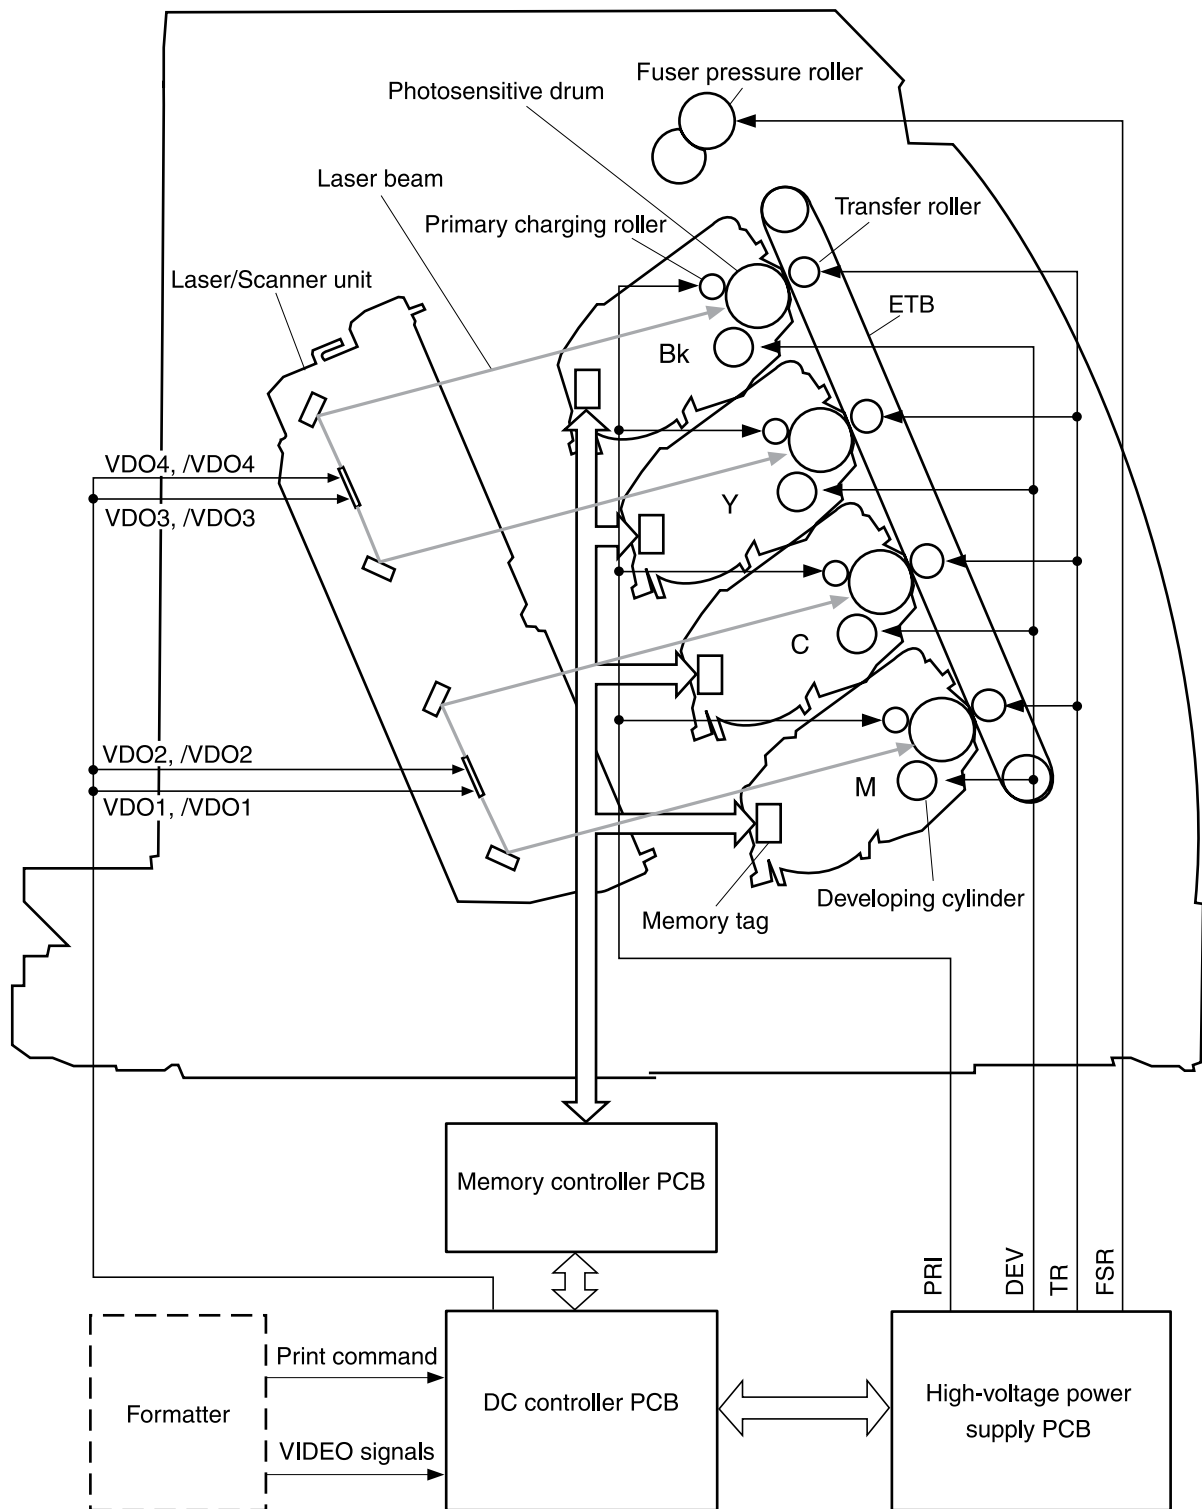 Fuser pressure roller
Photosensitive drum
Laser beam
Primary charging roller
Transfer roller
Laser/Scanner unit
ETB
Bk
VDO4, /VDO4
VDO3, /VDO3
Y
C
VDO2, /VDO2
VDO1, /VDO1
M
Developing cylinder
Memory tag
Memory controller PCB
PRI
DEV
TR
FSR
Print command
Formatter
DC controller PCB
High-voltage power
supply PCB
VIDEO signals